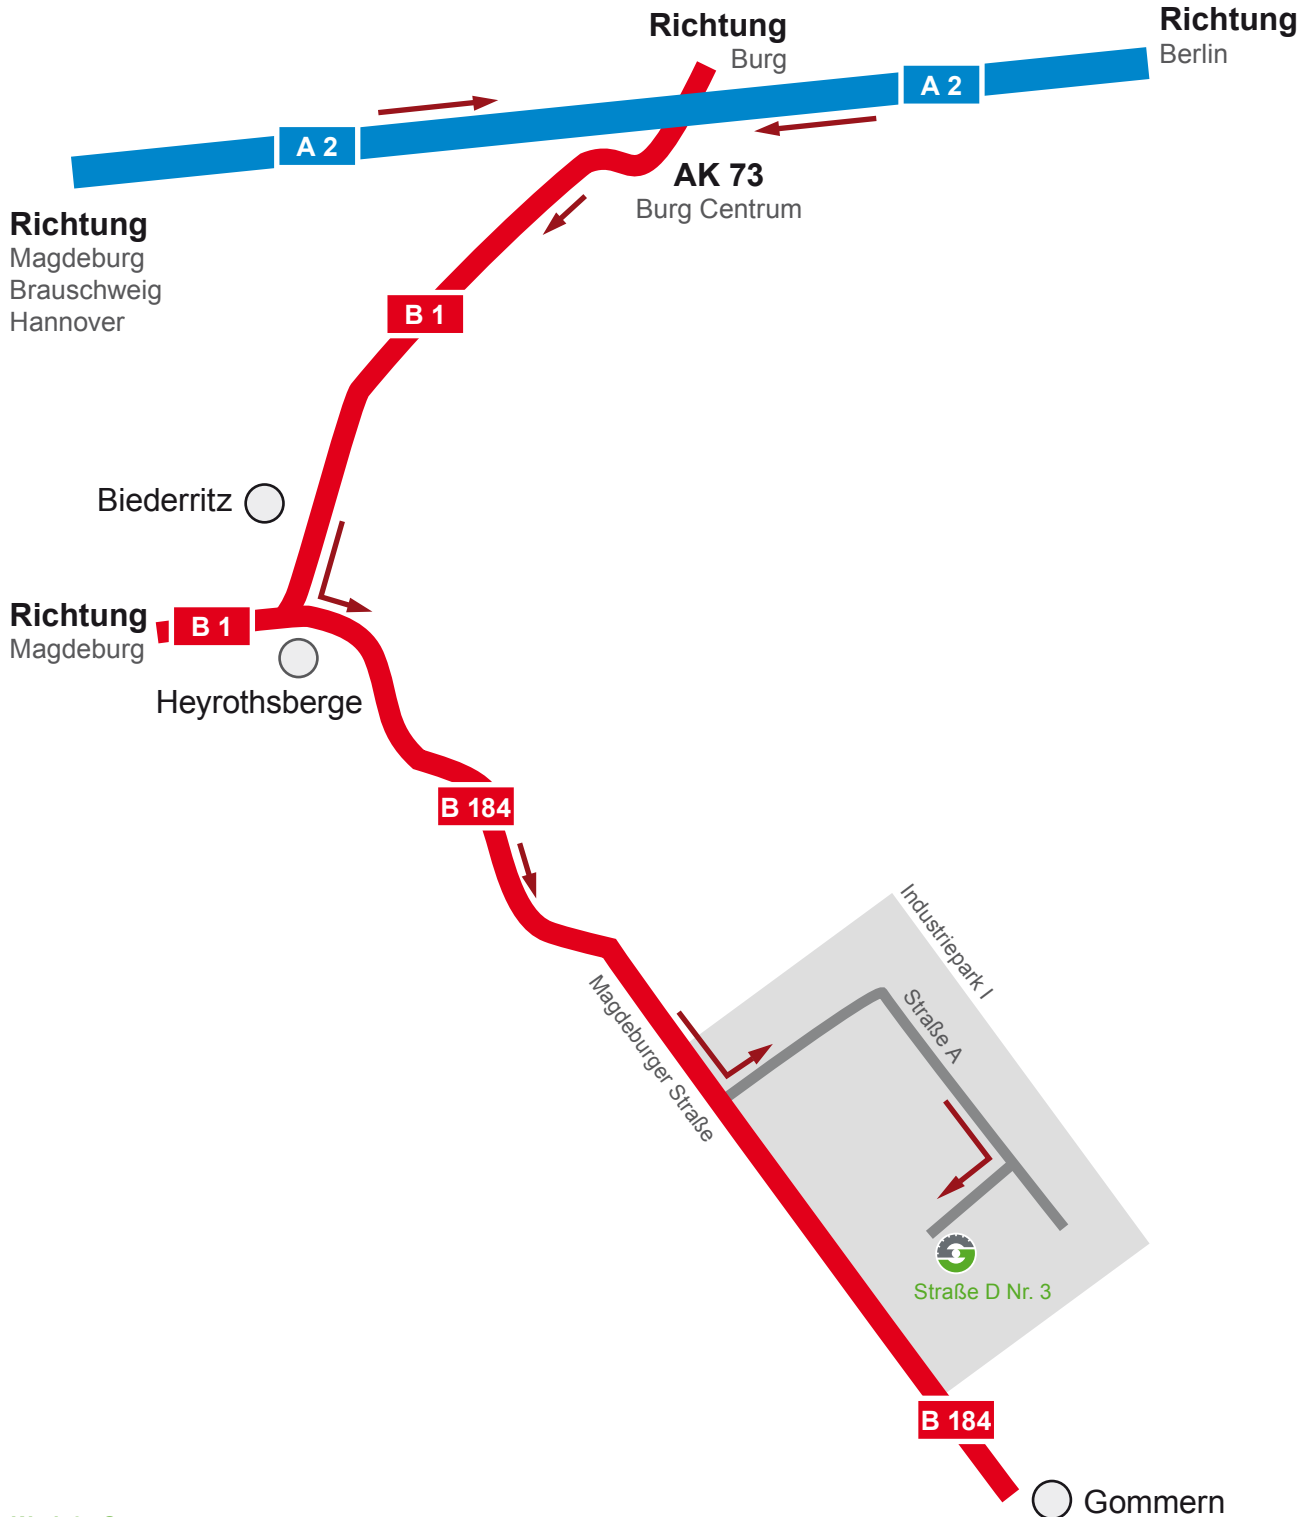 Richtung
Burg
Richtung
Berlin
A 2
A 2
AK 73
Burg Centrum
Richtung
Magdeburg
Brauschweig
Hannover
B 1
Biederritz
Richtung
Magdeburg
B 1
Heyrothsberge
B 184
Industriepark I
Straße A
Magdeburger Straße
Straße D Nr. 3
B 184
Gommern